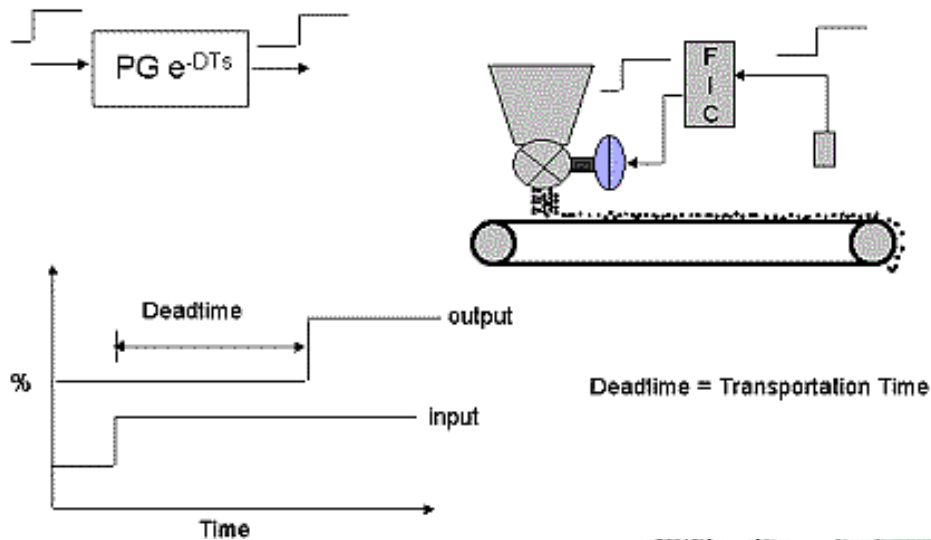 PG e-DTs
F
I
C
Deadtime
output
%
Deadtime = Transportation Time
input
Time